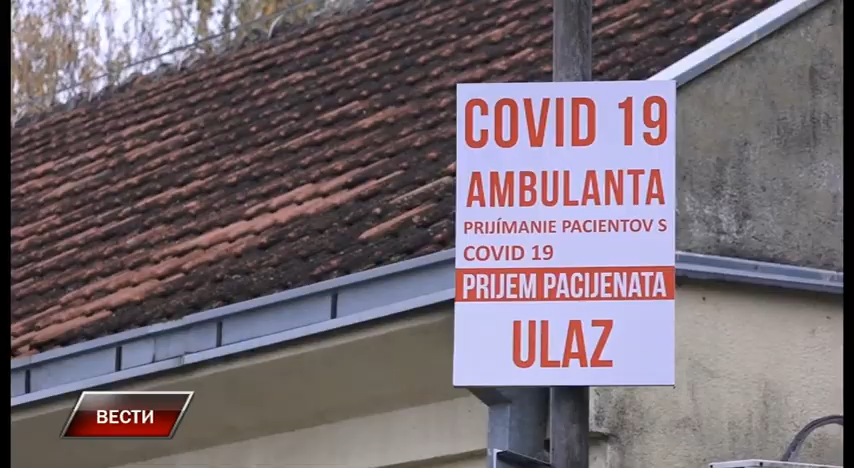 COVID 19
AMBULANTA
PRIJÍMANIE PACIENTOV S
COVID 19
PRIJEM PACIJENATA
ULAZ
ВЕСТИ